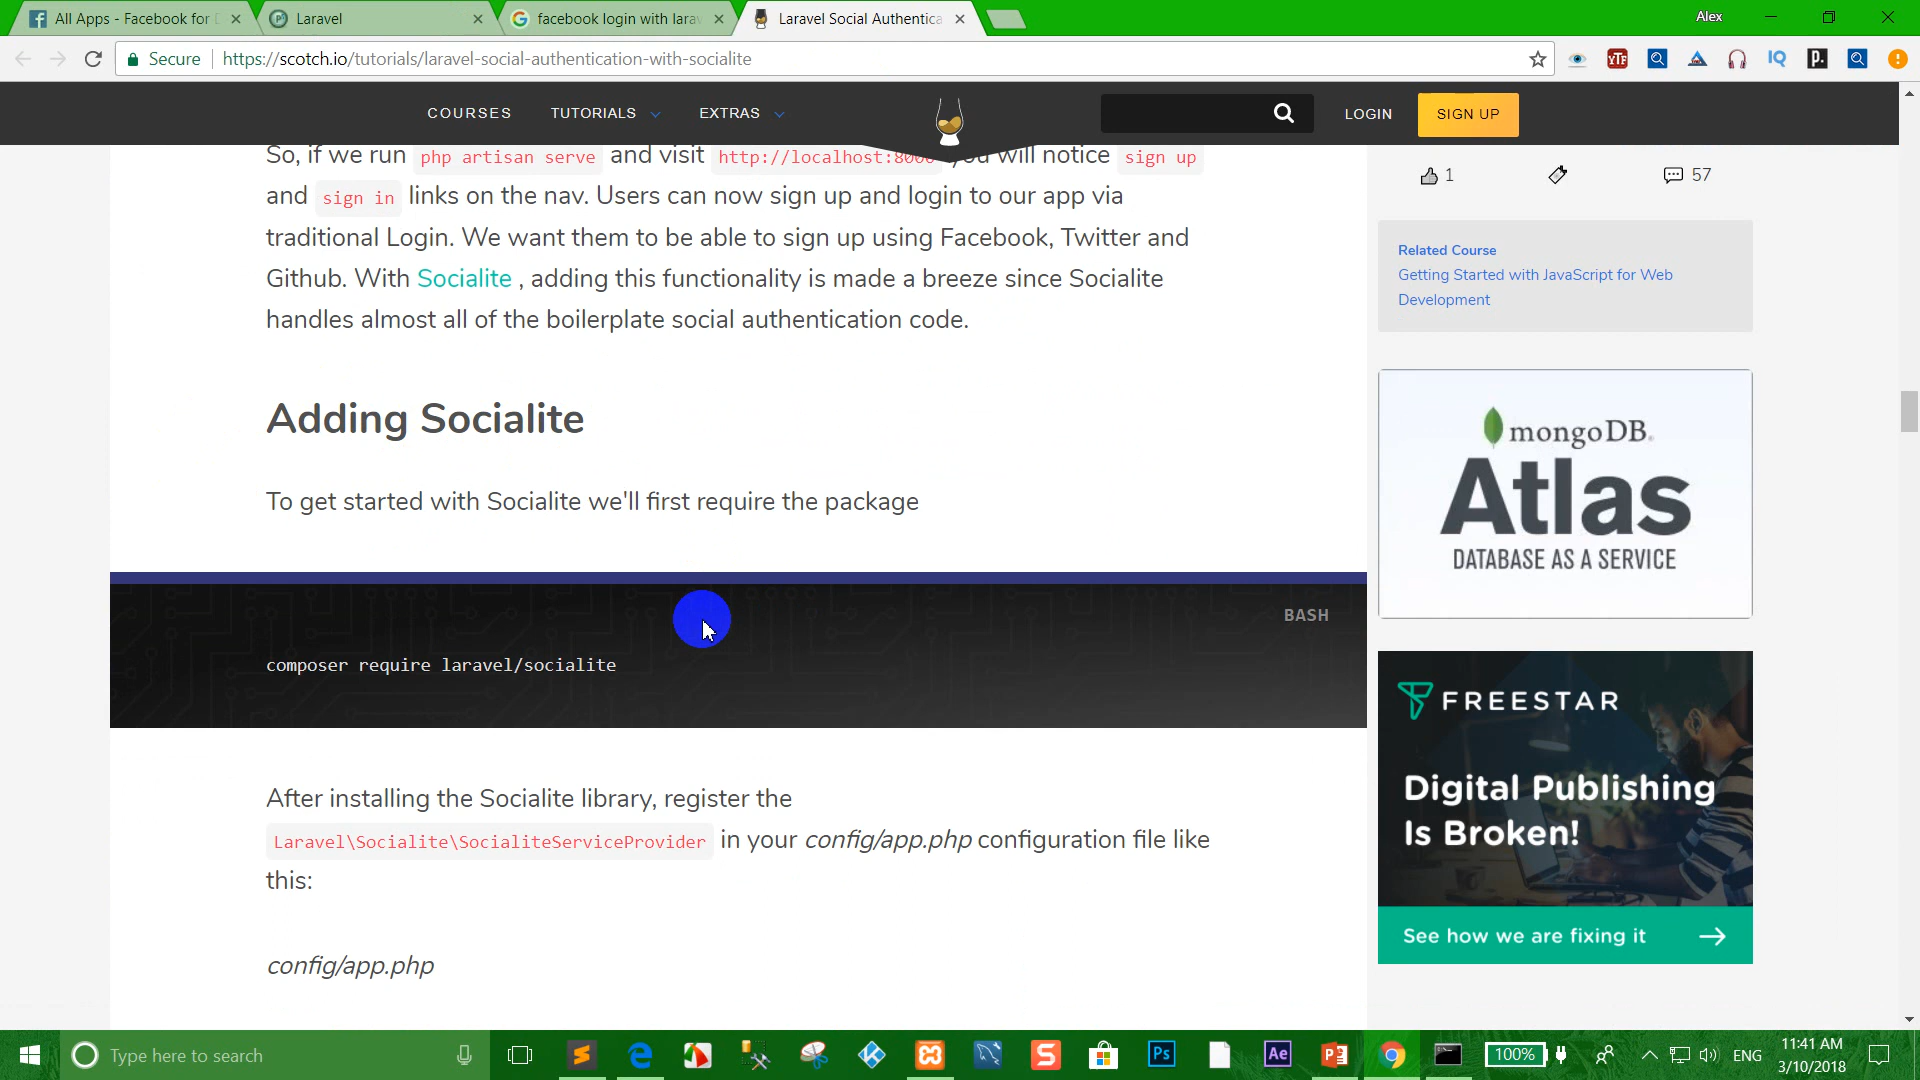 All Apps - Facebook for
Laravel
facebook login with lara
Laravel Social Authentica
Alex
Secure
https://scotch.io/tutorials/laravel-social-authentication-with-socialite
YTF
IQ
p.
COURSES
TUTORIALS
EXTRAS
LOGIN
SIGN UP
So, if we run php artisan serve and visit http://localhost:8000 you will notice sign up
and sign in links on the nav. Users can now sign up and login to our app via
traditional Login. We want them to be able to sign up using Facebook, Twitter and
Github. With Socialite , adding this functionality is made a breeze since Socialite
handles almost all of the boilerplate social authentication code.
1
57
Related Course
Getting Started with JavaScript for Web
Development
Adding Socialite
To get started with Socialite we'll first require the package
BASH
composer require laravel/socialite
After installing the Socialite library, register the
Laravel\Socialite\SocialiteServiceProvider in your config/app.php configuration file like
this:
config/app.php
mongoDB.
Atlas
DATABASE AS A SERVICE
FREESTAR
Digital Publishing
Is Broken!
See how we are fixing it
Type here to search
Ps
Ae
100%
ENG
11:41 AM
3/10/2018